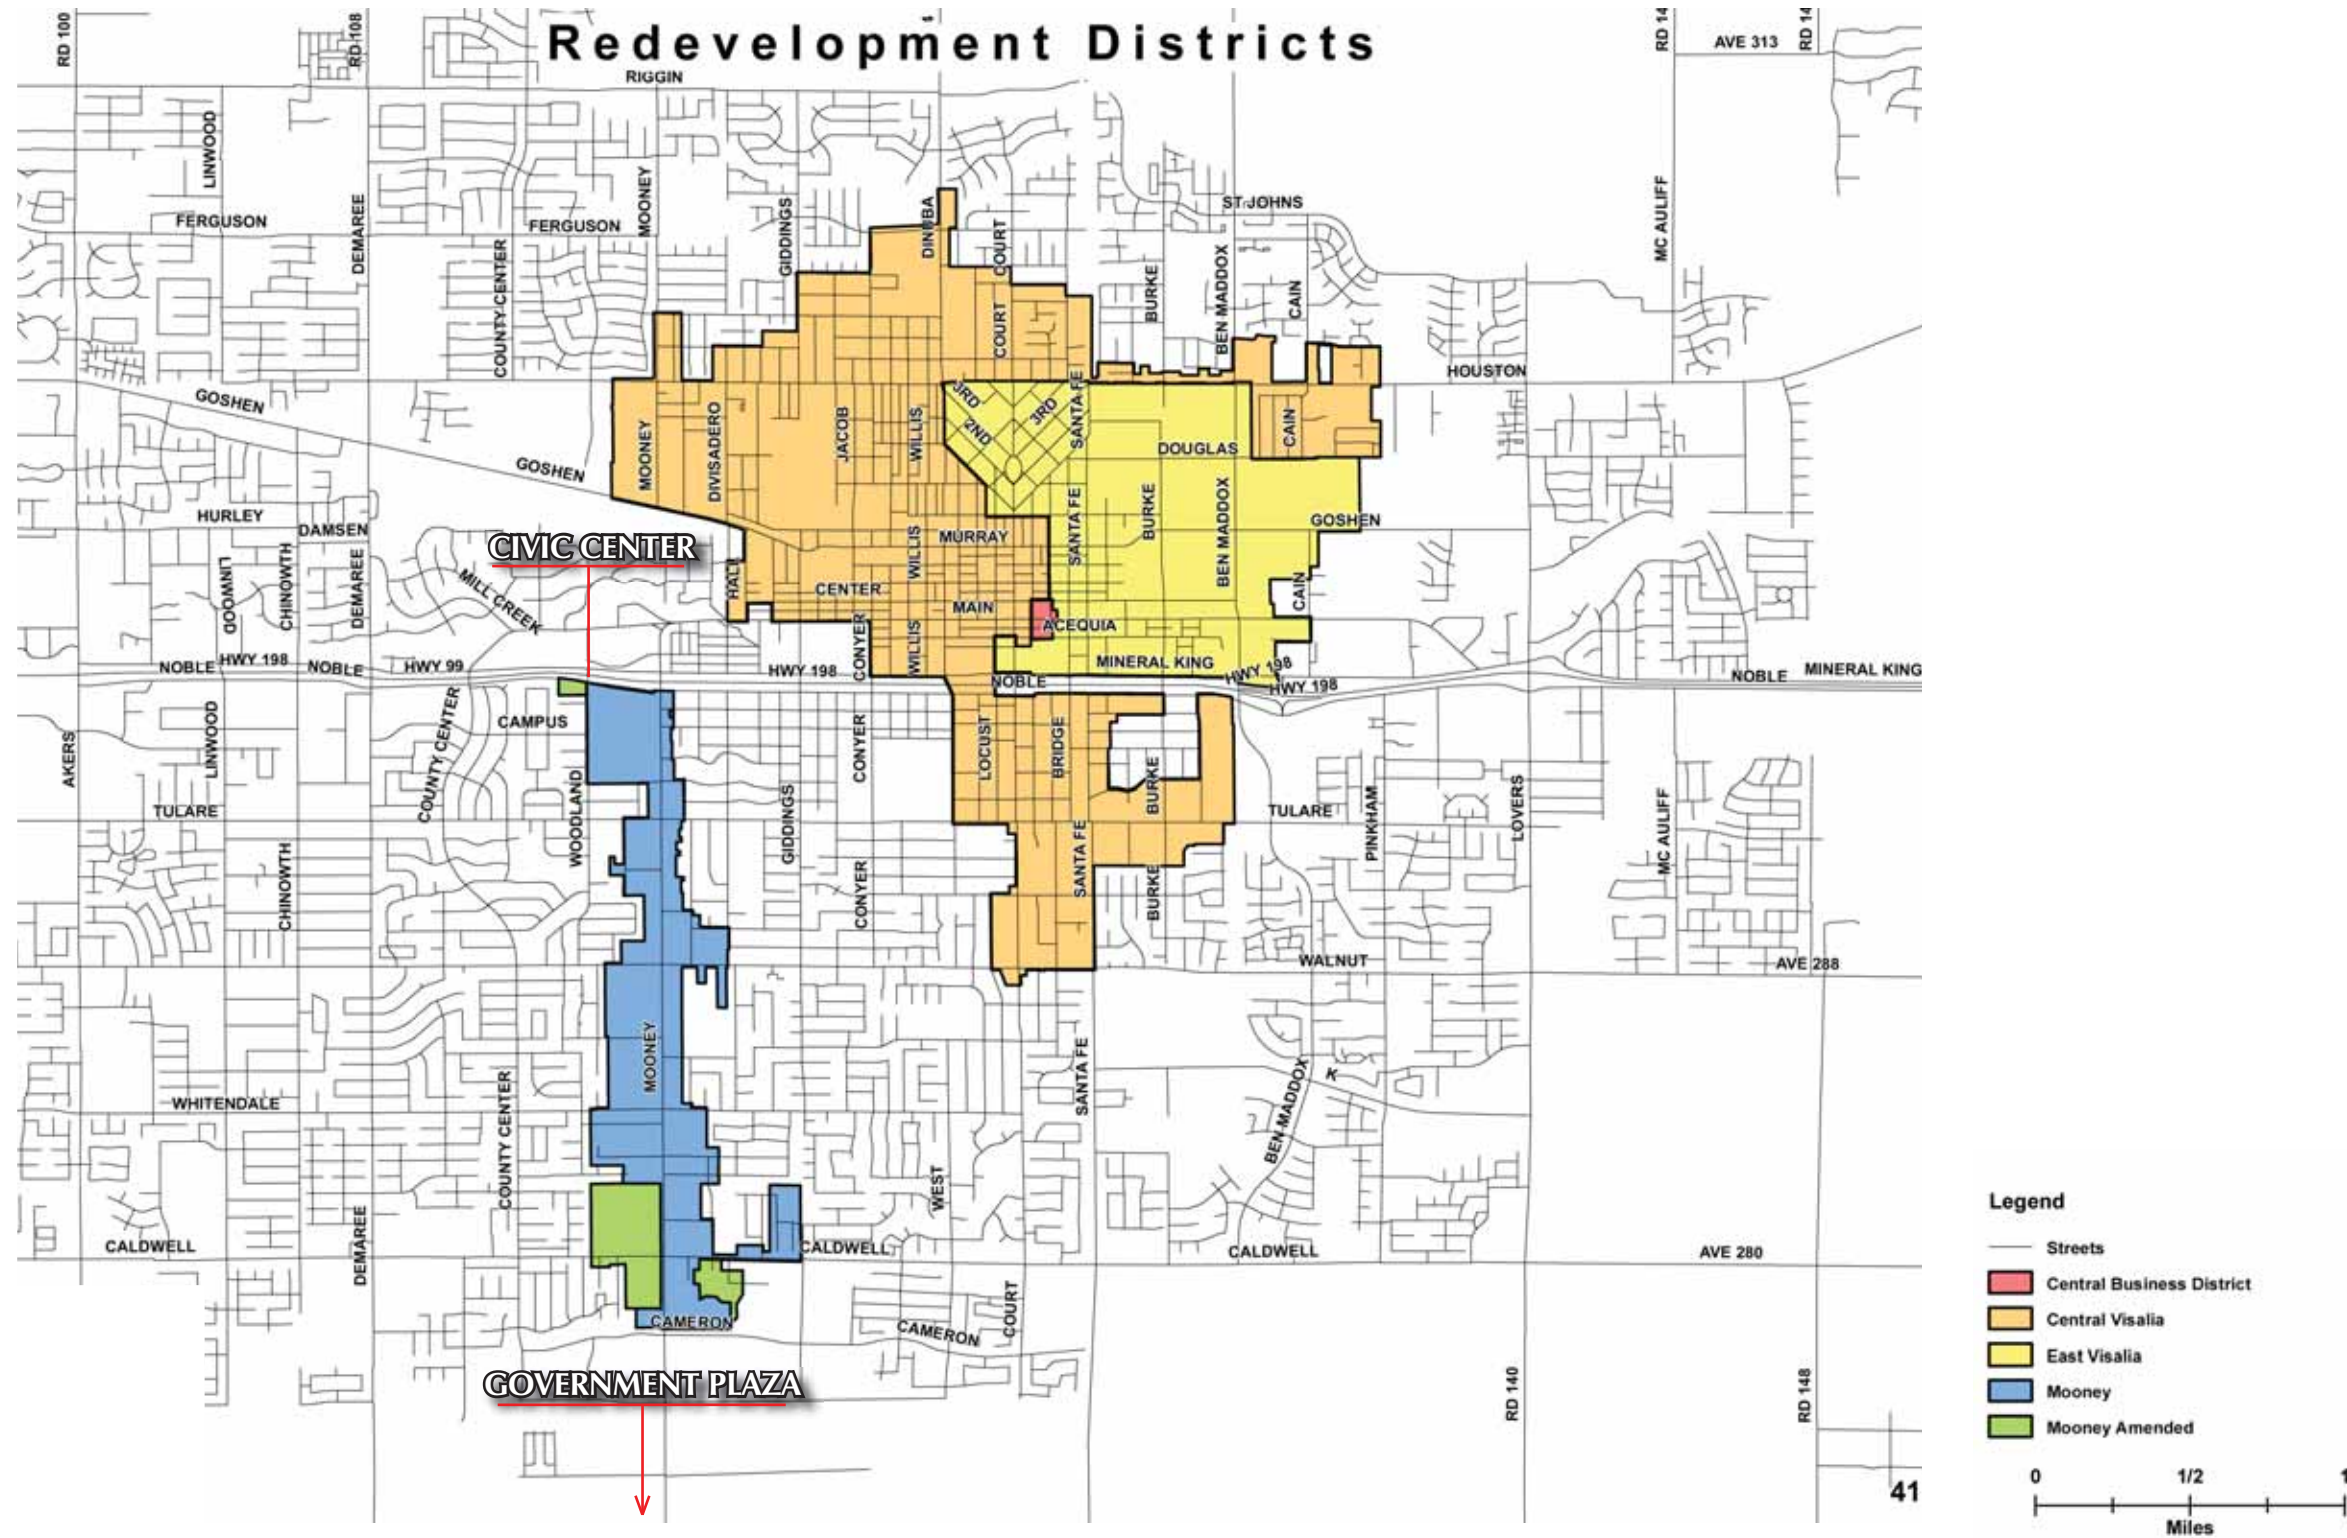 Redevelopment Districts
RD 100
RD 108
RD 14
RD 14
AVE 313
RIGGIN
LINWOOD
MOONEY
DEMAREE
FERGUSON
FERGUSON
COUNTY CENTER
GIDDINGS
DINUBA
COURT
ST JOHNS
MC AULIFF
BURKE
BEN MADDOX
CAIN
COURT
HOUSTON
GOSHEN
3RD
3RD
2ND
SANTA FE
MOONEY
DIVISADERO
JACOB
WILLIS
CAIN
DOUGLAS
GOSHEN
HURLEY
DAMSEN
SANTA FE
BURKE
BEN MADDOX
GOSHEN
CIVIC CENTER
MURRAY
WILLIS
LINWOOD
CHINOWTH
DEMAREE
MILL CREEK
HALL
CENTER
MAIN
CAIN
ACEQUIA
CONYER
WILLIS
NOBLE
HWY 198
NOBLE
HWY 99
HWY 198
MINERAL KING
HWY 198
NOBLE
HWY 198
NOBLE
MINERAL KING
AKERS
LINWOOD
COUNTY CENTER
CAMPUS
CONYER
LOCUST
BRIDGE
BURKE
TULARE
WOODLAND
GIDDINGS
TULARE
PINKHAM
LOVERS
MC AULIFF
CHINOWTH
CONYER
SANTA FE
BURKE
WALNUT
AVE 288
MOONEY
SANTA FE
BEN MADDOX
K
WHITENDALE
COUNTY CENTER
WEST
DEMAREE
CALDWELL
CALDWELL
CALDWELL
AVE 280
COURT
CAMERON
CAMERON
GOVERNMENT PLAZA
RD 140
RD 148
41
Legend
Streets
Central Business District
Central Visalia
East Visalia
Mooney
Mooney Amended
0 1/2 1
Miles